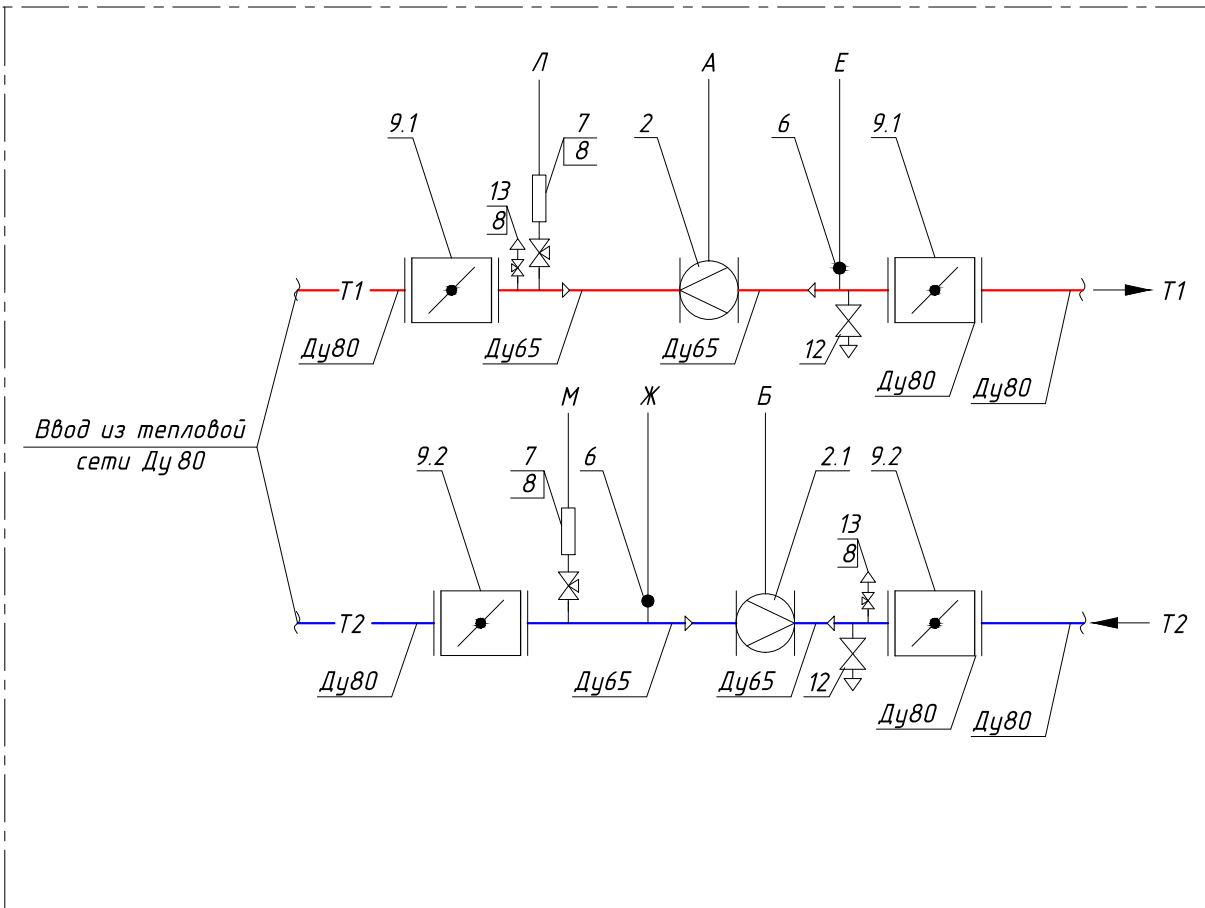 Л
А
Е
9.1
7
8
2
6
9.1
13
8
Т1
Т1
Ду80
Ду65
Ду65
12
Ду80
Ду80
Ввод из тепловой
сети Ду 80
М
Ж
Б
9.2
7
8
6
2.1
9.2
13
8
Т2
Т2
Ду80
Ду65
Ду65
12
Ду80
Ду80